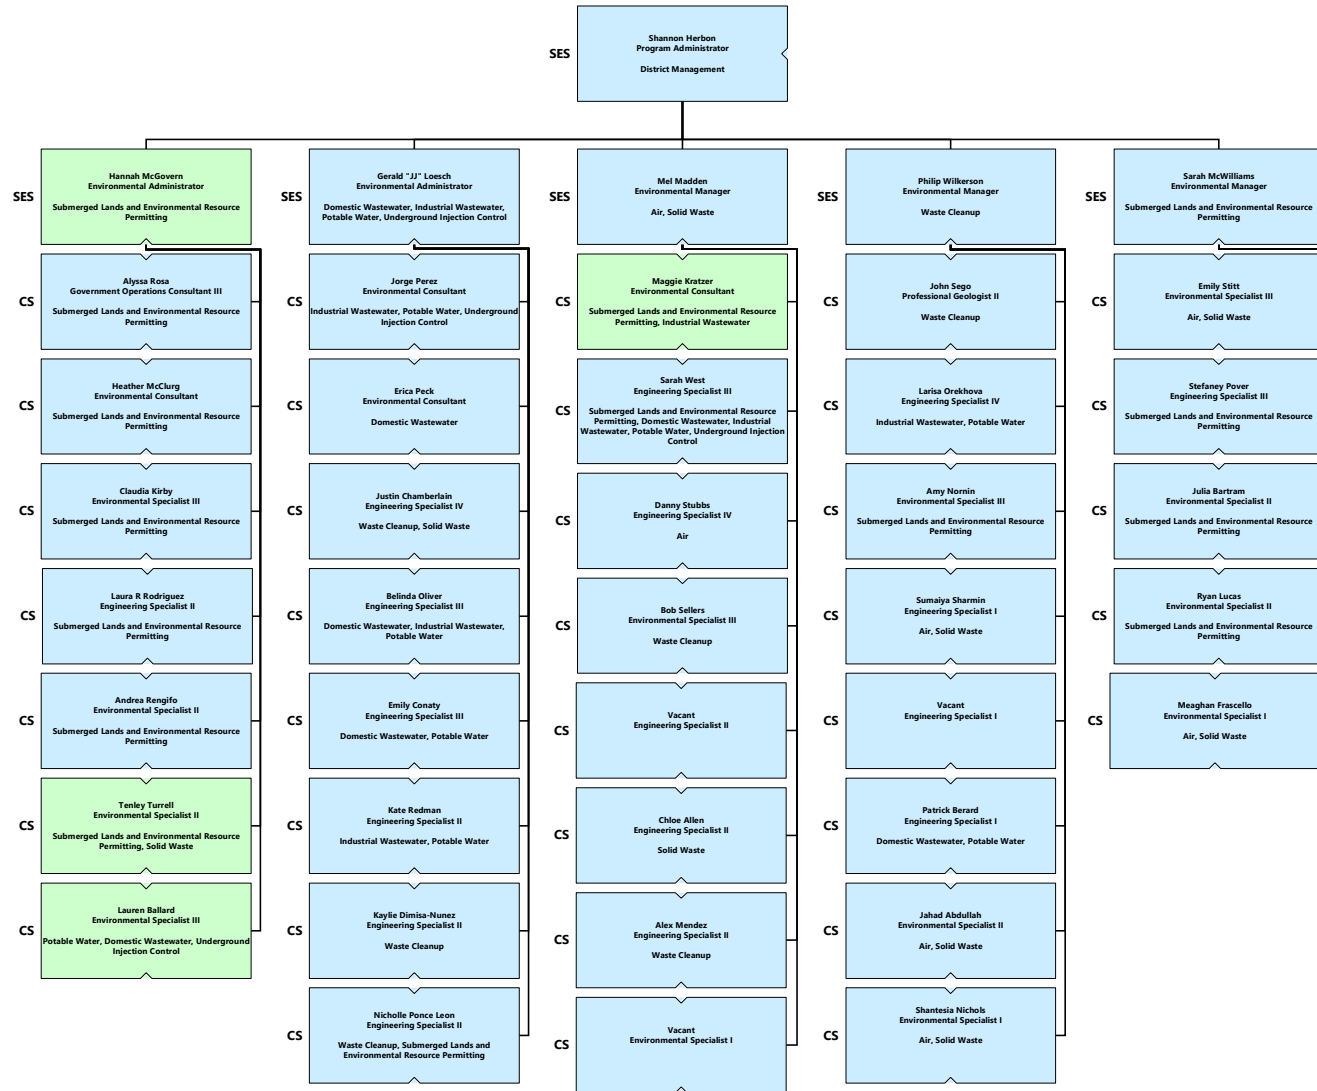 SES
Shannon Herbon
Program Administrator
District Management
SES
Hannah McGovern
Environmental Administrator
Submerged Lands and Environmental Resource
Permitting
CS
Alyssa Rosa
Government Operations Consultant III
Submerged Lands and Environmental Resource
Permitting
CS
Heather McClurg
Environmental Consultant
Submerged Lands and Environmental Resource
Permitting
CS
Claudia Kirby
Environmental Specialist III
Submerged Lands and Environmental Resource
Permitting
CS
Laura R Rodriguez
Engineering Specialist II
Submerged Lands and Environmental Resource
Permitting
CS
Andrea Rengifo
Environmental Specialist II
Submerged Lands and Environmental Resource
Permitting
CS
Tenley Turrell
Environmental Specialist II
Submerged Lands and Environmental Resource
Permitting, Solid Waste
CS
Lauren Ballard
Environmental Specialist III
Potable Water, Domestic Wastewater, Underground
Injection Control
SES
Gerald "JJ" Loesch
Environmental Administrator
Domestic Wastewater, Industrial Wastewater,
Potable Water, Underground Injection Control
CS
Jorge Perez
Environmental Consultant
Industrial Wastewater, Potable Water, Underground
Injection Control
CS
Erica Peck
Environmental Consultant
Domestic Wastewater
CS
Justin Chamberlain
Engineering Specialist IV
Waste Cleanup, Solid Waste
CS
Belinda Oliver
Engineering Specialist III
Domestic Wastewater, Industrial Wastewater,
Potable Water
CS
Emily Conaty
Engineering Specialist III
Domestic Wastewater, Potable Water
CS
Kate Redman
Engineering Specialist II
Industrial Wastewater, Potable Water
CS
Kaylie Dimisa-Nunez
Engineering Specialist II
Waste Cleanup
CS
Nicholle Ponce Leon
Engineering Specialist II
Waste Cleanup, Submerged Lands and
Environmental Resource Permitting
SES
Mel Madden
Environmental Manager
Air, Solid Waste
CS
Maggie Kratzer
Environmental Consultant
Submerged Lands and Environmental Resource
Permitting, Industrial Wastewater
CS
Sarah West
Engineering Specialist III
Submerged Lands and Environmental Resource
Permitting, Domestic Wastewater, Industrial
Wastewater, Potable Water, Underground Injection
Control
CS
Danny Stubbs
Engineering Specialist IV
Air
CS
Bob Sellers
Environmental Specialist III
Waste Cleanup
CS
Vacant
Engineering Specialist II
CS
Chloe Allen
Engineering Specialist II
Solid Waste
CS
Alex Mendez
Engineering Specialist II
Waste Cleanup
CS
Vacant
Environmental Specialist I
SES
Philip Wilkerson
Environmental Manager
Waste Cleanup
CS
John Sego
Professional Geologist II
Waste Cleanup
CS
Larisa Orekhova
Engineering Specialist IV
Industrial Wastewater, Potable Water
CS
Amy Nornin
Environmental Specialist III
Submerged Lands and Environmental Resource
Permitting
CS
Sumaiya Sharmin
Engineering Specialist I
Air, Solid Waste
CS
Vacant
Engineering Specialist I
CS
Patrick Berard
Engineering Specialist I
Domestic Wastewater, Potable Water
CS
Jahad Abdullah
Environmental Specialist II
Air, Solid Waste
CS
Shantesia Nichols
Environmental Specialist I
Air, Solid Waste
SES
Sarah McWilliams
Environmental Manager
Submerged Lands and Environmental Resource
Permitting
CS
Emily Stitt
Environmental Specialist III
Air, Solid Waste
CS
Stefaney Pover
Engineering Specialist III
Submerged Lands and Environmental Resource
Permitting
CS
Julia Bartram
Environmental Specialist II
Submerged Lands and Environmental Resource
Permitting
CS
Ryan Lucas
Environmental Specialist II
Submerged Lands and Environmental Resource
Permitting
CS
Meaghan Frascello
Environmental Specialist I
Air, Solid Waste